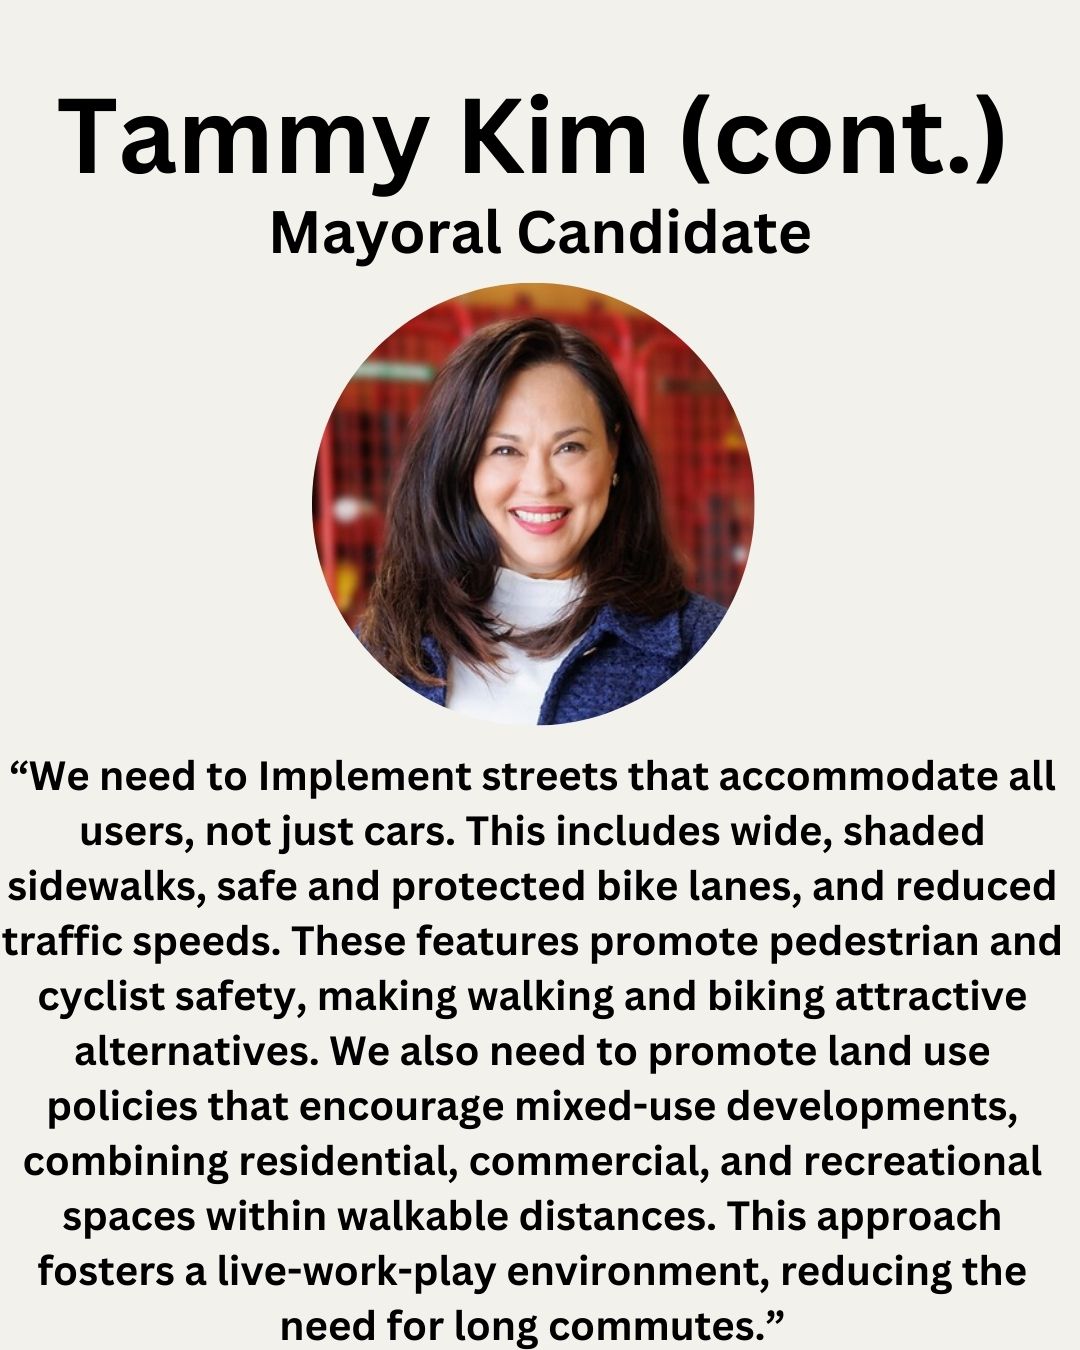 Tammy Kim (cont.)
Mayoral Candidate
“We need to Implement streets that accommodate all
users, not just cars. This includes wide, shaded
sidewalks, safe and protected bike lanes, and reduced
traffic speeds. These features promote pedestrian and
cyclist safety, making walking and biking attractive
alternatives. We also need to promote land use
policies that encourage mixed-use developments,
combining residential, commercial, and recreational
spaces within walkable distances. This approach
fosters a live-work-play environment, reducing the
need for long commutes.”